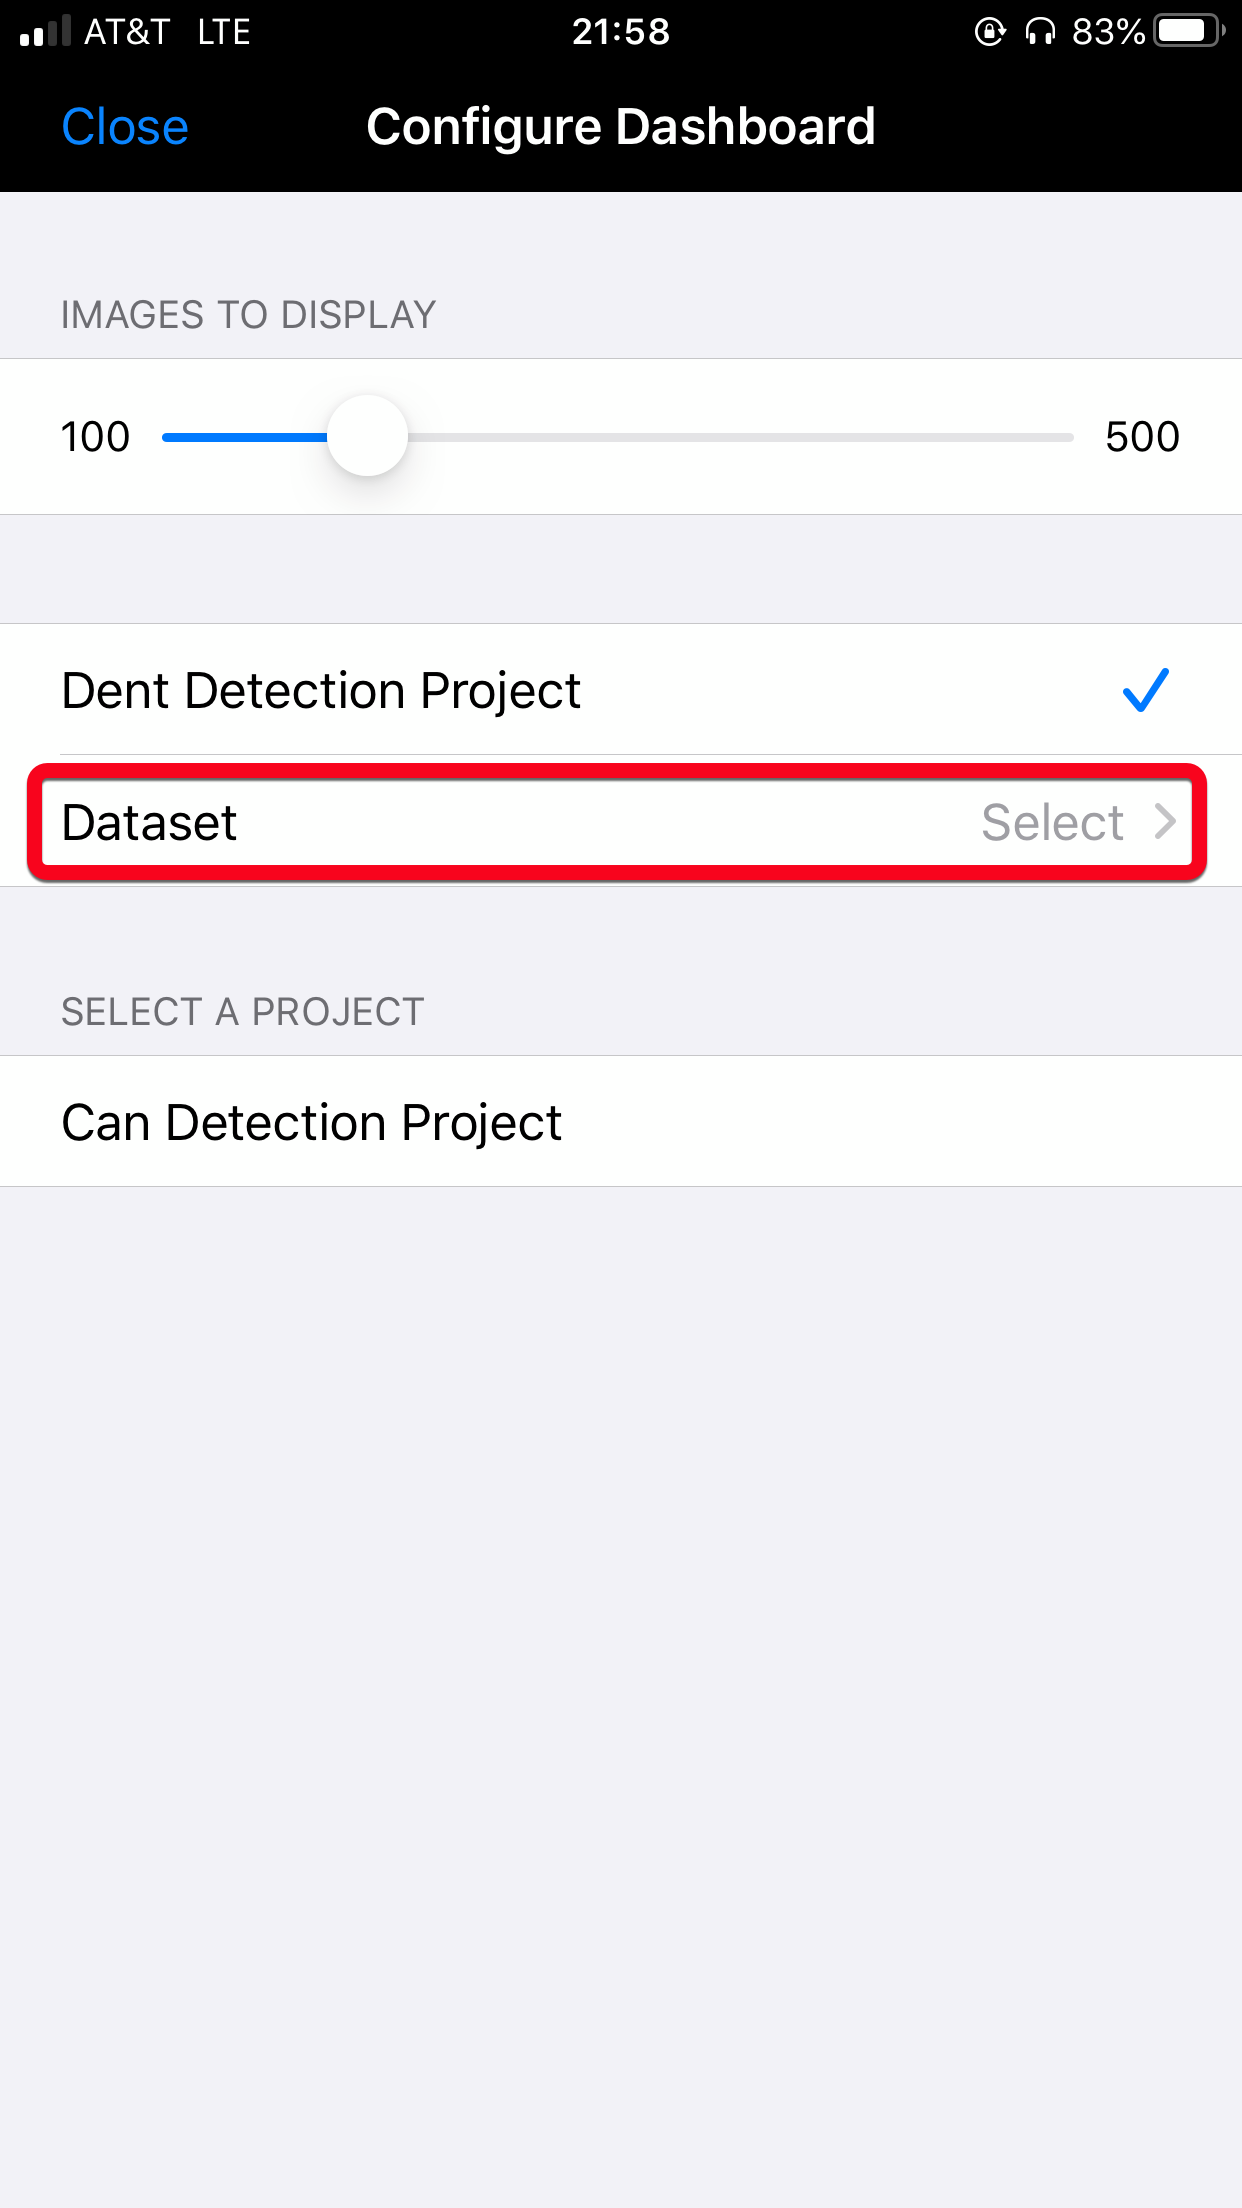 AT&T LTE 21:58 83%
Close Configure Dashboard
IMAGES TO DISPLAY
100 500
Dent Detection Project
Dataset Select
SELECT A PROJECT
Can Detection Project